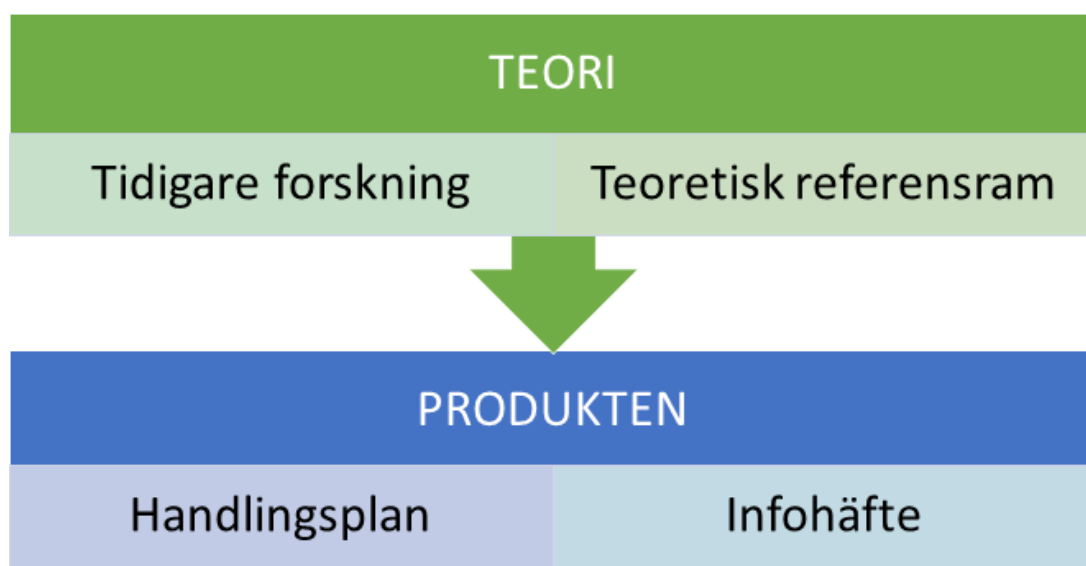 TEORI
Tidigare forskning
Teoretisk referensram
PRODUKTEN
Handlingsplan
Infohäfte